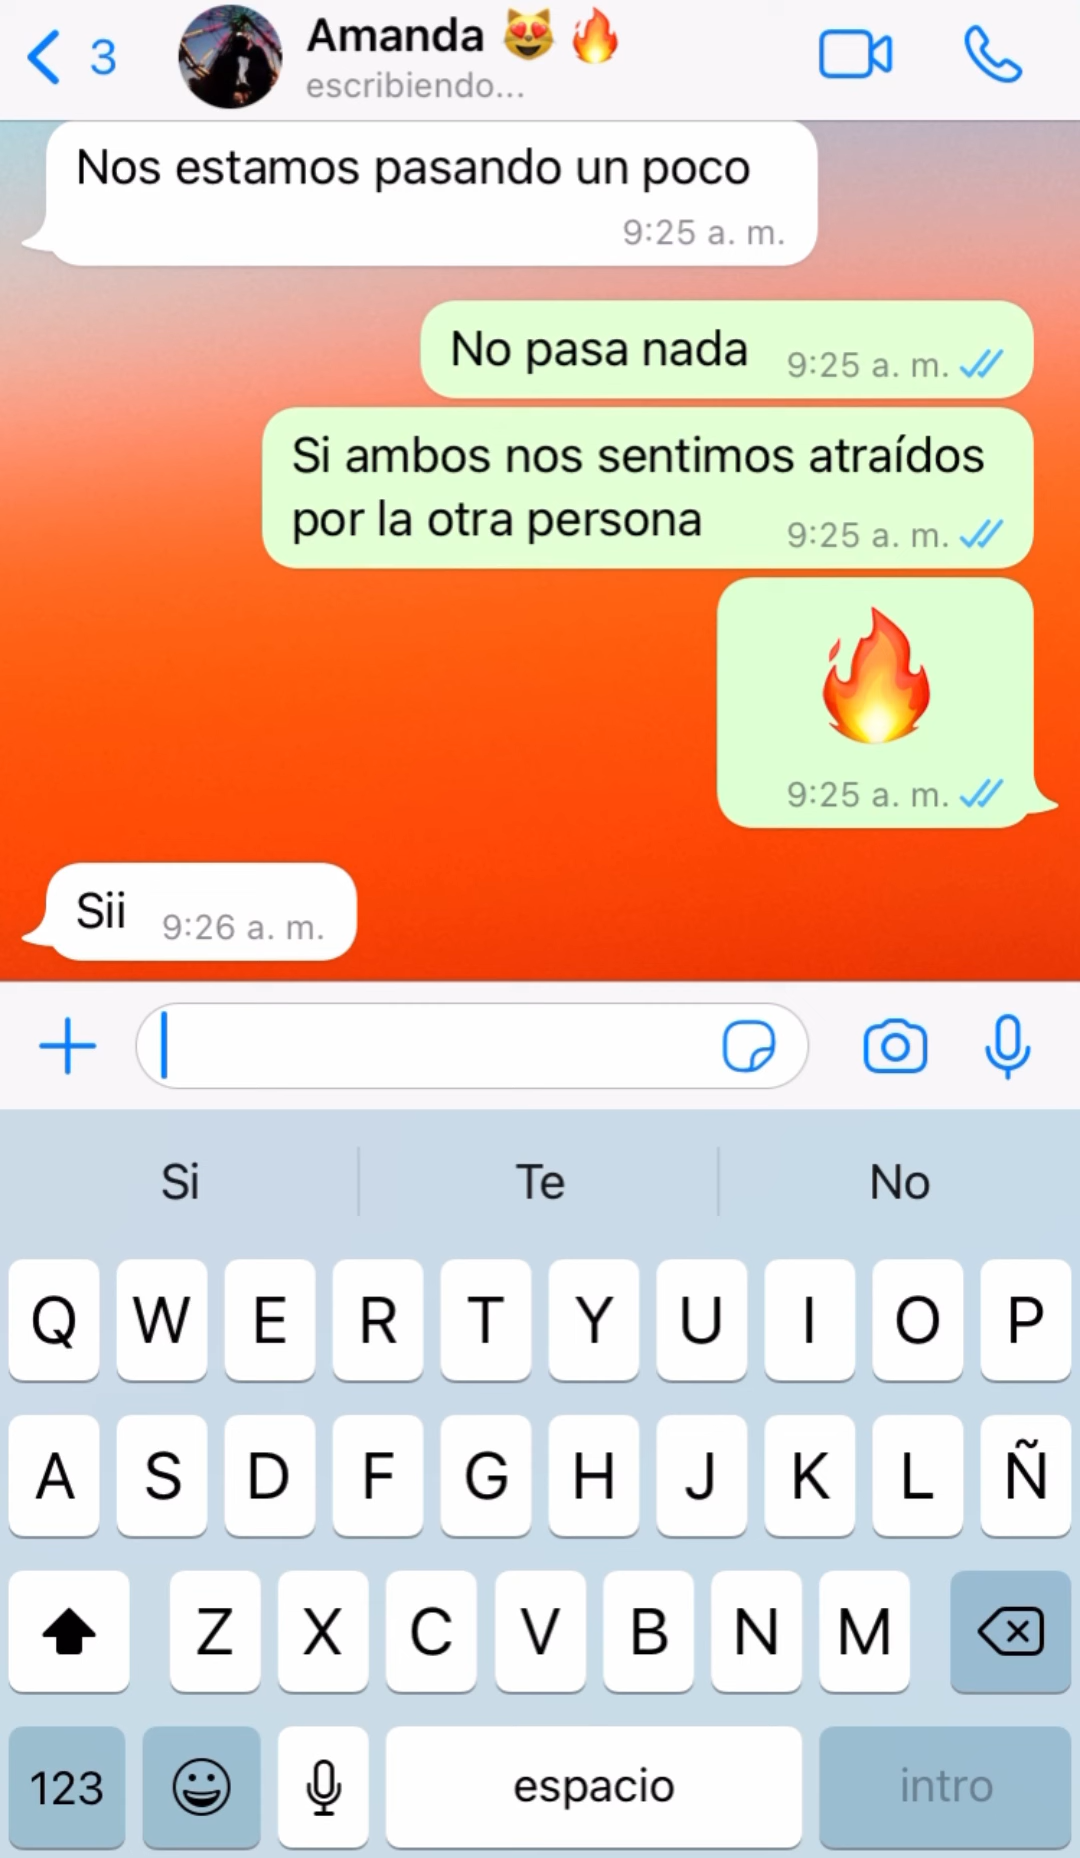 3
Amanda 😻 🔥
escribiendo...
Nos estamos pasando un poco
9:25 a. m.
No pasa nada 9:25 a. m.
Si ambos nos sentimos atraídos
por la otra persona 9:25 a. m.
🔥
9:25 a. m.
Sii 9:26 a. m.
Si Te No
Q W E R T Y U I O P
A S D F G H J K L Ñ
Z X C V B N M
123 espacio intro